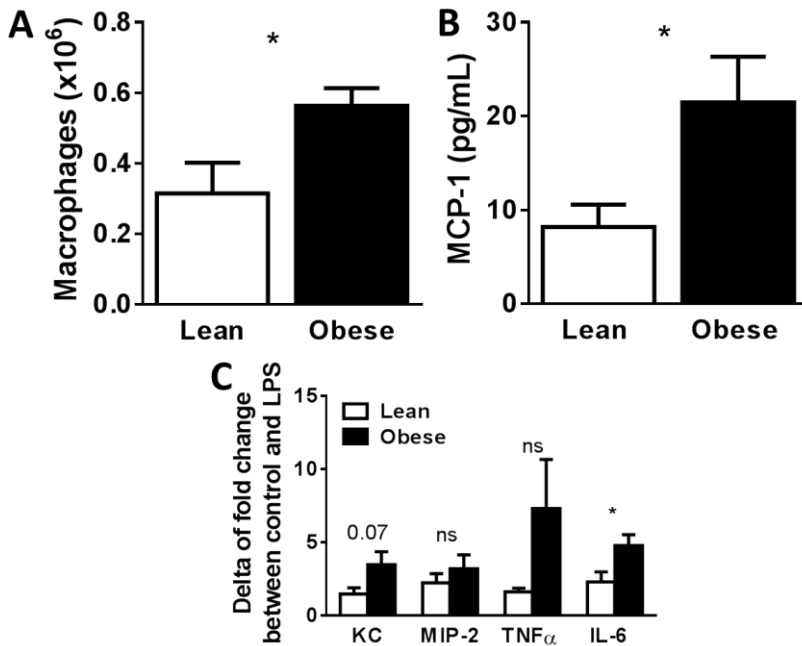 A
Macrophages (x10⁶)
0.8
0.6
0.4
0.2
0.0
*
Lean Obese
B
MCP-1 (pg/mL)
30
20
10
0
*
Lean Obese
C
Delta of fold change
between control and LPS
15
10
5
0
Lean
Obese
0.07
ns
ns
*
KC MIP-2 TNFα IL-6